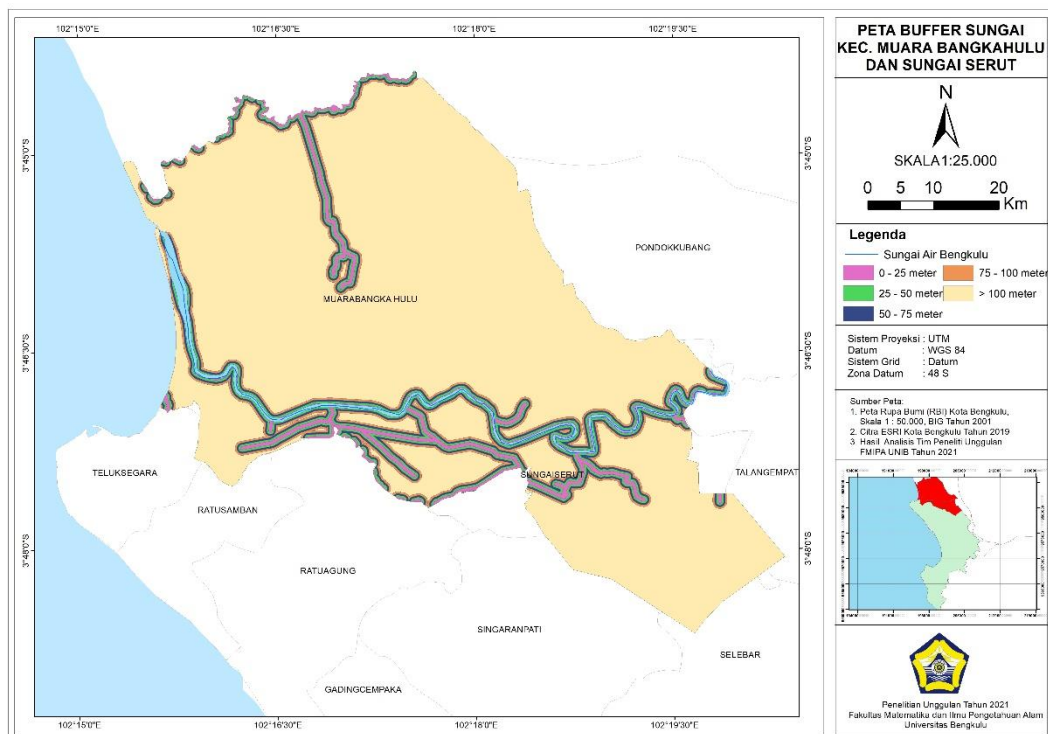 PETA BUFFER SUNGAI
KEC. MUARA BANGKAHULU
DAN SUNGAI SERUT
N
SKALA1:25.000
0 5 10 20
Km
Legenda
Sungai Air Bengkulu
0 - 25 meter 75 - 100 meter
25 - 50 meter > 100 meter
50 - 75 meter
Sistem Proyeksi : UTM
Datum : WGS 84
Sistem Grid : Datum
Zona Datum : 48 S
Sumber Peta:
1. Peta Rupa Bumi (RBI) Kota Bengkulu,
Skala 1 : 50.000, BIG Tahun 2001
2. Citra ESRI Kota Bengkulu Tahun 2019
3 Hasil Analisis Tim Peneliti Unggulan
FMIPA UNIB Tahun 2021
Penelitian Unggulan Tahun 2021
Fakultas Matematika dan Ilmu Pengetahuan Alam
Universitas Bengkulu
102°15'0"E 102°16'30"E 102°18'0"E 102°19'30"E
3°45'0"S 3°45'0"S
PONDOKKUBANG
MUARABANGKA HULU
3°46'30"S 3°46'30"S
TELUKSEGARA
SUNGAISERUT
TALANGEMPAT
RATUSAMBAN
3°48'0"S 3°48'0"S
RATUAGUNG
SINGARANPATI
SELEBAR
GADINGCEMPAKA
102°15'0"E 102°16'30"E 102°18'0"E 102°19'30"E